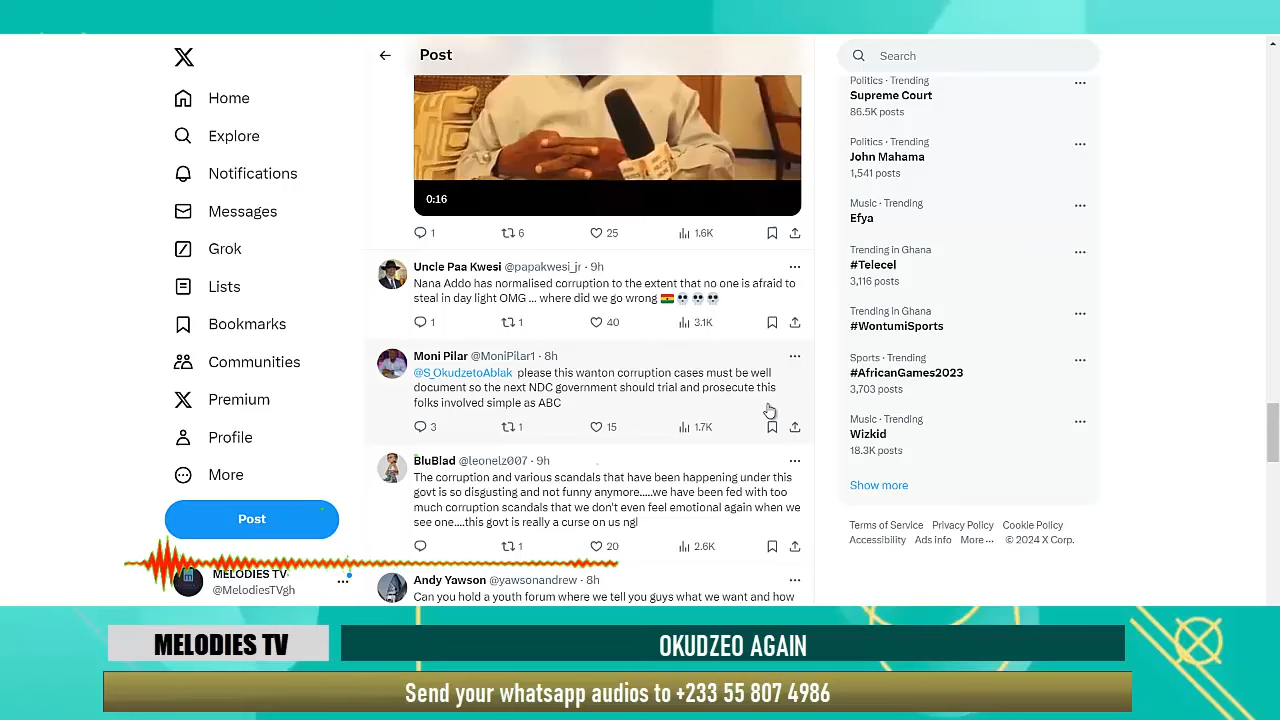 Home
Explore
Notifications
Messages
Grok
Lists
Bookmarks
Communities
Premium
Profile
More
Post
MELODIES TV
@MelodiesTVgh
Post
0:16
1 6 25 1.6K
Uncle Paa Kwesi @papakwesi_jr · 9h
Nana Addo has normalised corruption to the extent that no one is afraid to
steal in day light OMG ... where did we go wrong 🇬🇭💀💀💀
1 1 40 3.1K
Moni Pilar @MoniPilar1 · 8h
@S_OkudzetoAblak please this wanton corruption cases must be well
document so the next NDC government should trial and prosecute this
folks involved simple as ABC
3 1 15 1.7K
BluBlad @leonelz007 · 9h
The corruption and various scandals that have been happening under this
govt is so disgusting and not funny anymore.....we have been fed with too
much corruption scandals that we don't even feel emotional again when we
see one....this govt is really a curse on us ngl
1 20 2.6K
Andy Yawson @yawsonandrew · 8h
Can you hold a youth forum where we tell you guys what we want and how
Search
Politics · Trending
Supreme Court
86.5K posts
Politics · Trending
John Mahama
1,541 posts
Music · Trending
Efya
Trending in Ghana
#Telecel
3,116 posts
Trending in Ghana
#WontumiSports
Sports · Trending
#AfricanGames2023
3,703 posts
Music · Trending
Wizkid
18.3K posts
Show more
Terms of Service Privacy Policy Cookie Policy
Accessibility Ads info More ··· © 2024 X Corp.
MELODIES TV
OKUDZEO AGAIN
Send your whatsapp audios to +233 55 807 4986